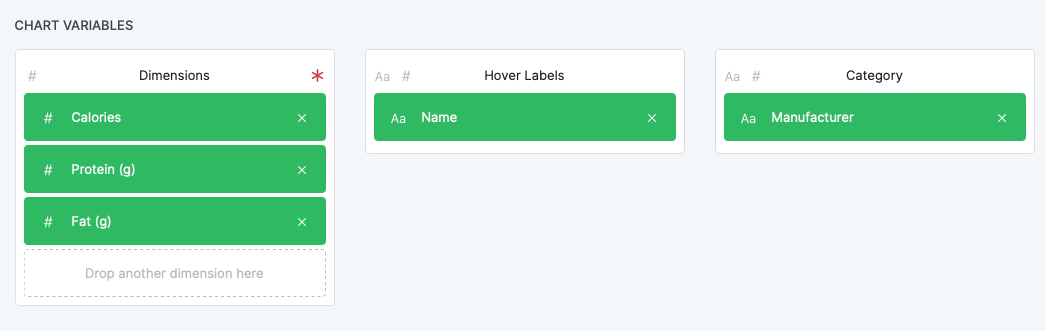 CHART VARIABLES
# Dimensions *
# Calories ×
# Protein (g) ×
# Fat (g) ×
Drop another dimension here
Aa # Hover Labels
Aa Name ×
Aa # Category
Aa Manufacturer ×